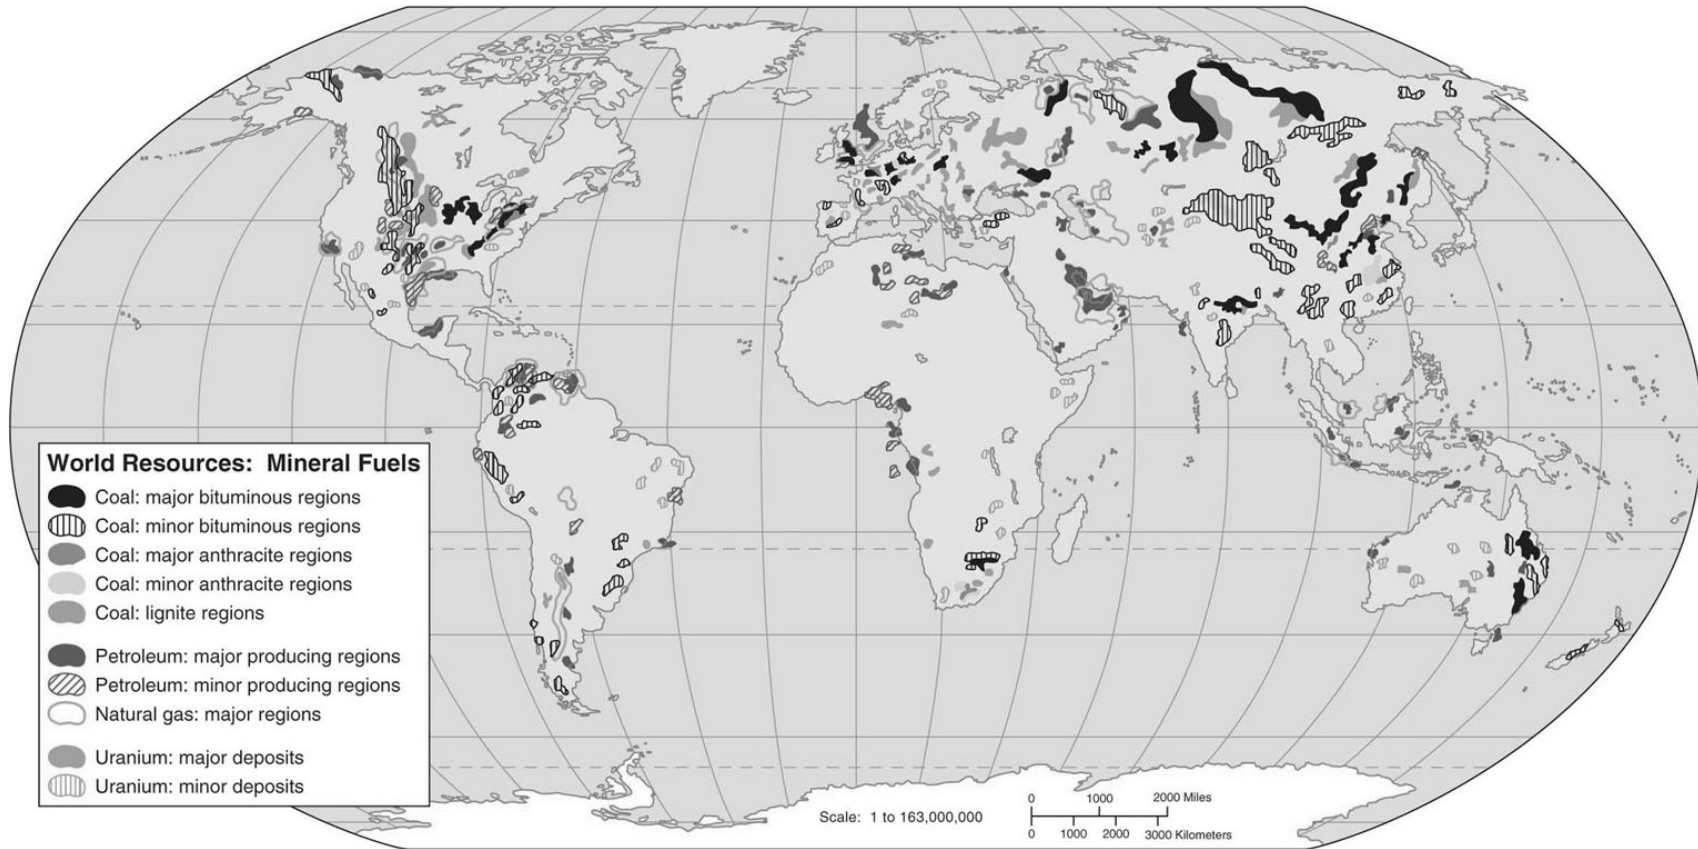 World Resources: Mineral Fuels
Coal: major bituminous regions
Coal: minor bituminous regions
Coal: major anthracite regions
Coal: minor anthracite regions
Coal: lignite regions
Petroleum: major producing regions
Petroleum: minor producing regions
Natural gas: major regions
Uranium: major deposits
Uranium: minor deposits
Scale: 1 to 163,000,000
0 1000 2000 Miles
0 1000 2000 3000 Kilometers